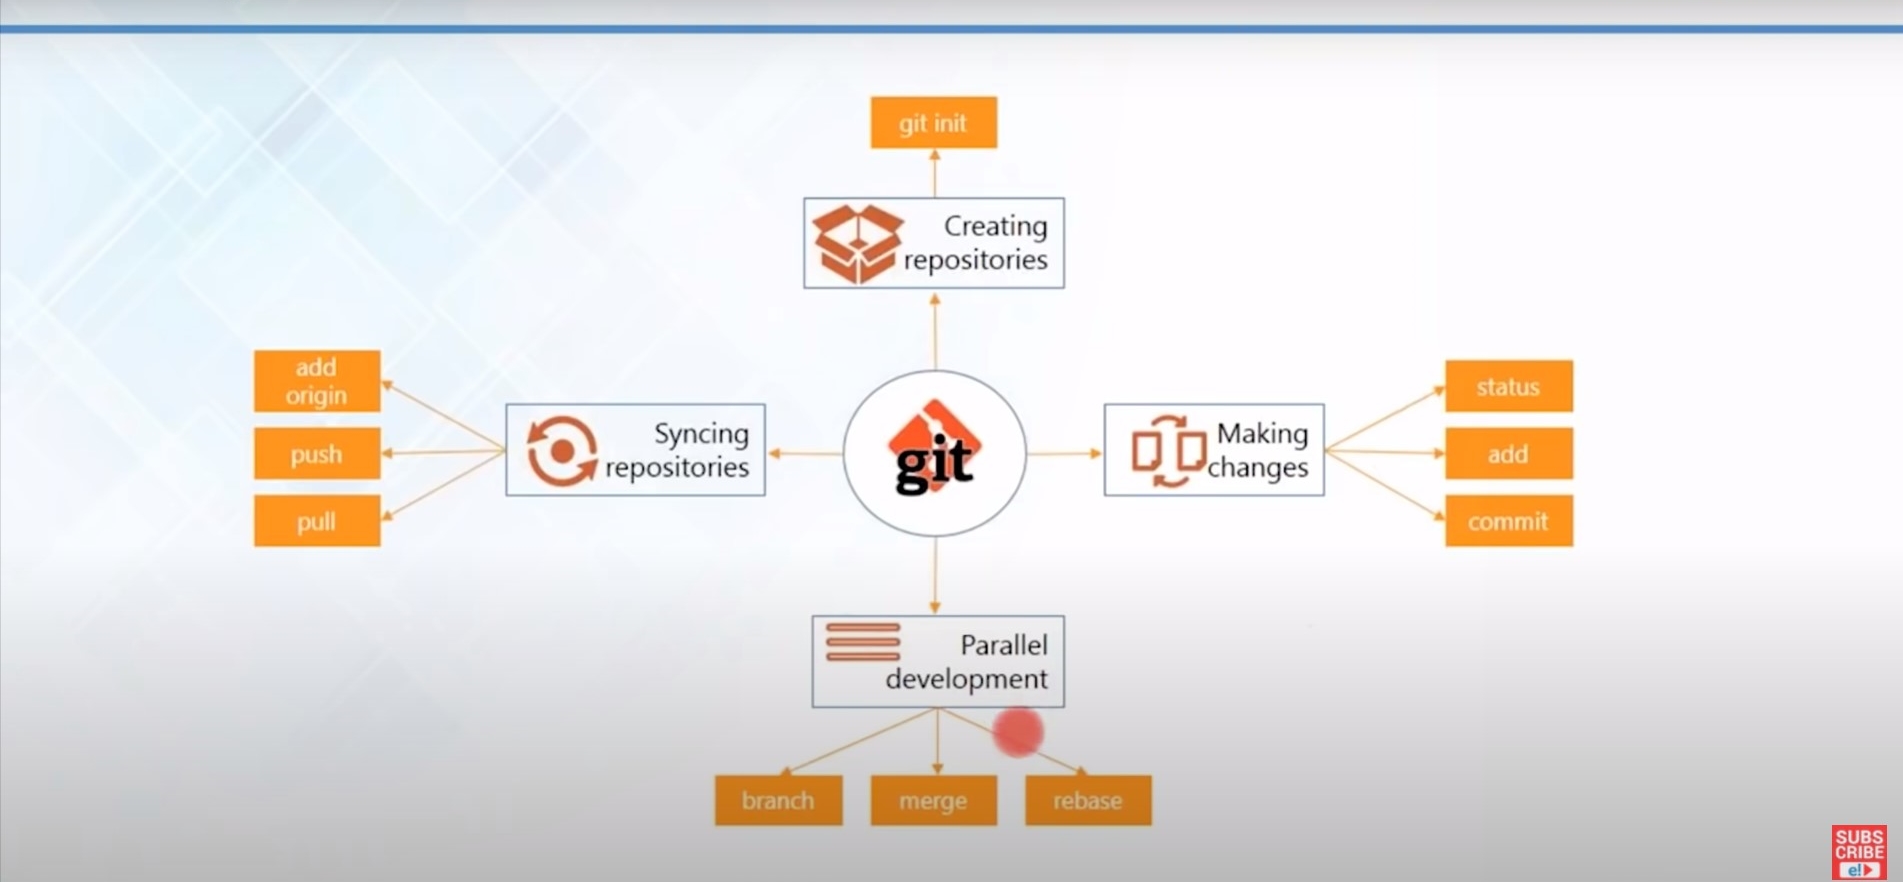 git init
Creating
repositories
add
origin
push
pull
Syncing
repositories
git
Making
changes
status
add
commit
Parallel
development
branch
merge
rebase
SUBS
CRIBE
e!